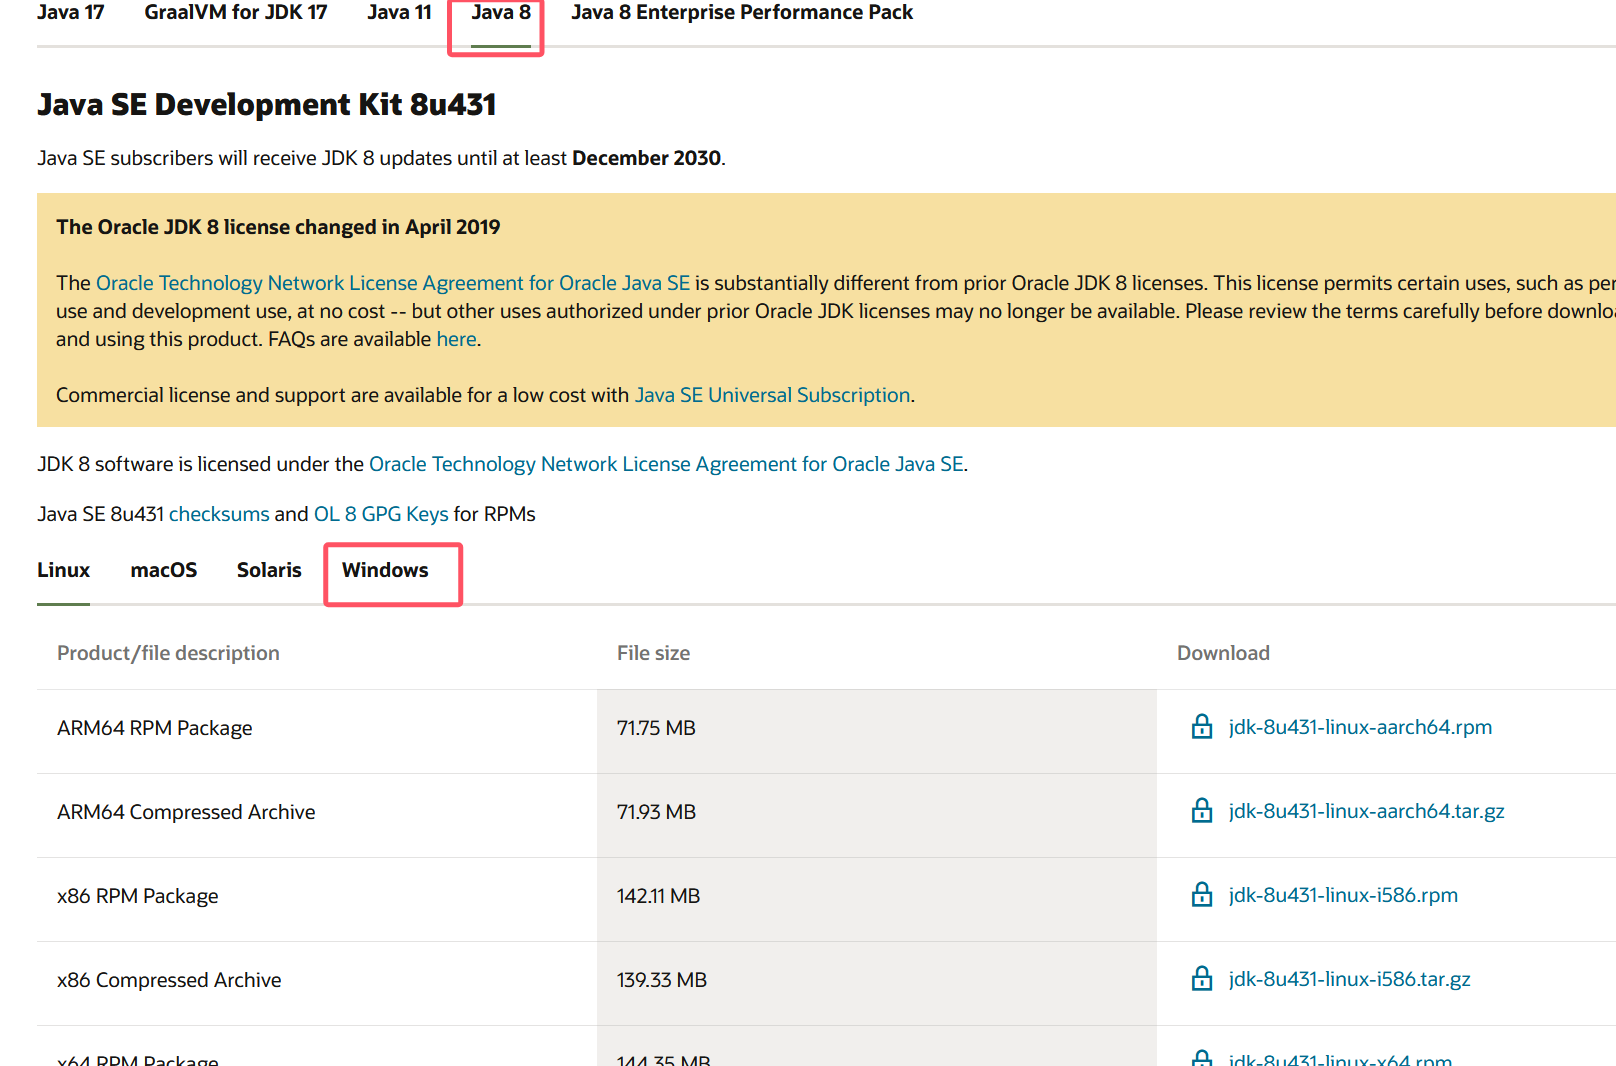 Java 17 GraalVM for JDK 17 Java 11 Java 8 Java 8 Enterprise Performance Pack
Java SE Development Kit 8u431
Java SE subscribers will receive JDK 8 updates until at least December 2030.
The Oracle JDK 8 license changed in April 2019
The Oracle Technology Network License Agreement for Oracle Java SE is substantially different from prior Oracle JDK 8 licenses. This license permits certain uses, such as per
use and development use, at no cost -- but other uses authorized under prior Oracle JDK licenses may no longer be available. Please review the terms carefully before downloa
and using this product. FAQs are available here.
Commercial license and support are available for a low cost with Java SE Universal Subscription.
JDK 8 software is licensed under the Oracle Technology Network License Agreement for Oracle Java SE.
Java SE 8u431 checksums and OL 8 GPG Keys for RPMs
Linux macOS Solaris Windows
Product/file description File size Download
ARM64 RPM Package 71.75 MB jdk-8u431-linux-aarch64.rpm
ARM64 Compressed Archive 71.93 MB jdk-8u431-linux-aarch64.tar.gz
x86 RPM Package 142.11 MB jdk-8u431-linux-i586.rpm
x86 Compressed Archive 139.33 MB jdk-8u431-linux-i586.tar.gz
x64 RPM Package 144.35 MB jdk-8u431-linux-x64.rpm